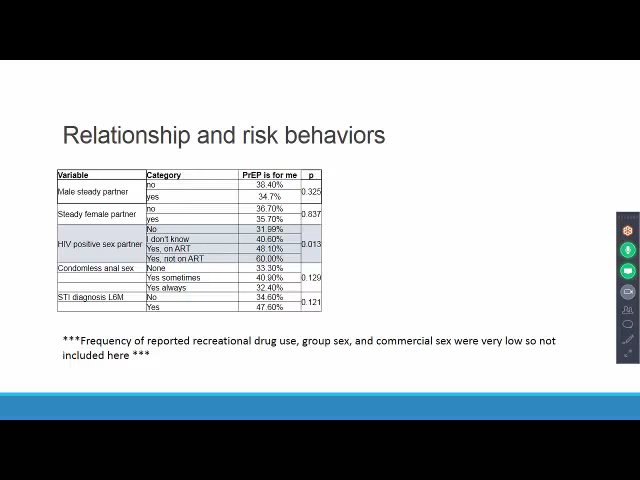 Relationship and risk behaviors
Variable Category PrEP is for me p
Male steady partner no 38.40% 0.325
yes 34.7%
Steady female partner no 36.70% 0.837
yes 35.70%
HIV positive sex partner No 31.99% 0.013
I don't know 40.60%
Yes, on ART 48.10%
Yes, not on ART 60.00%
Condomless anal sex None 33.30% 0.129
Yes sometimes 40.90%
Yes always 32.40%
STI diagnosis L6M No 34.60% 0.121
Yes 47.60%
***Frequency of reported recreational drug use, group sex, and commercial sex were very low so not
included here ***